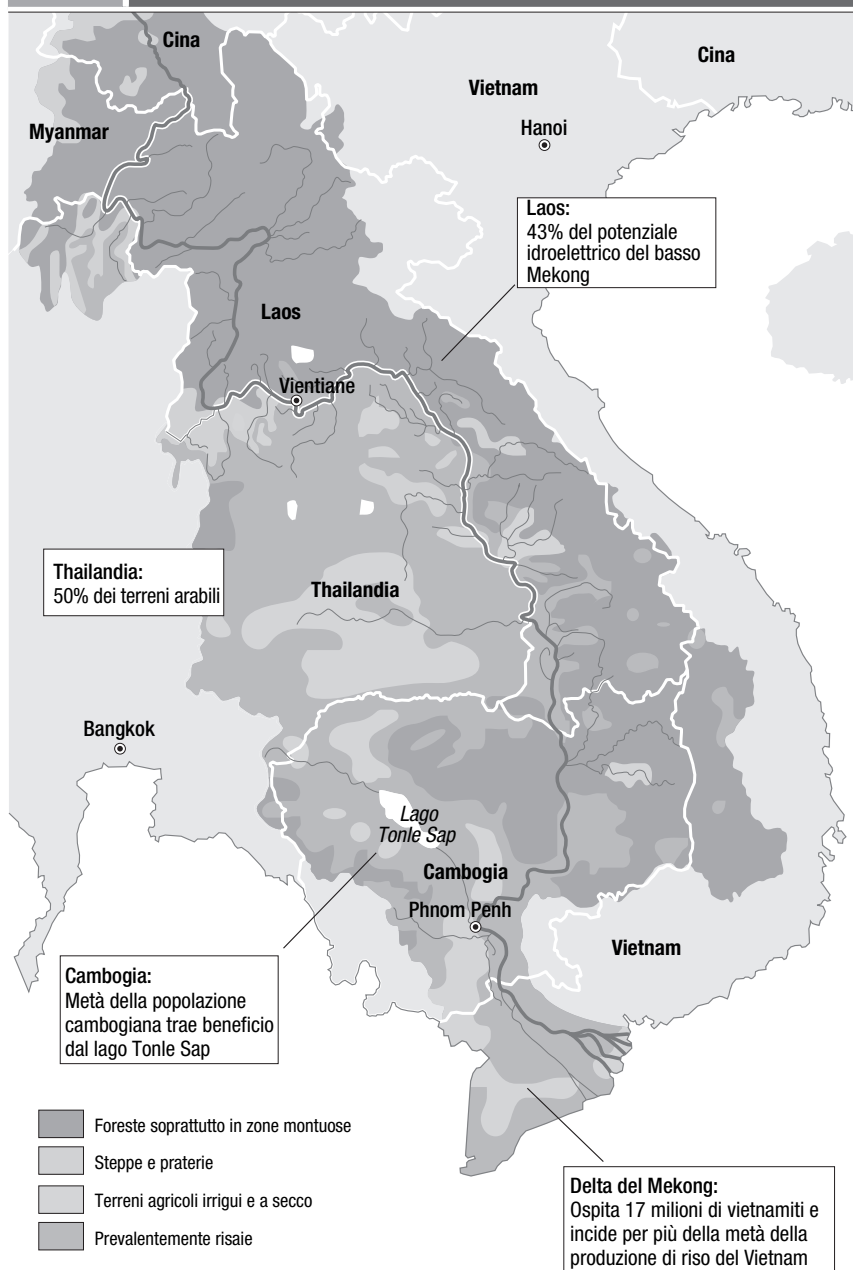 Cina
Cina
Vietnam
Hanoi
Myanmar
Laos:
43% del potenziale
idroelettrico del basso
Mekong
Laos
Vientiane
Thailandia:
50% dei terreni arabili
Thailandia
Bangkok
Lago
Tonle Sap
Cambogia
Phnom Penh
Vietnam
Cambogia:
Metà della popolazione
cambogiana trae beneficio
dal lago Tonle Sap
Foreste soprattutto in zone montuose
Steppe e praterie
Terreni agricoli irrigui e a secco
Prevalentemente risaie
Delta del Mekong:
Ospita 17 milioni di vietnamiti e
incide per più della metà della
produzione di riso del Vietnam